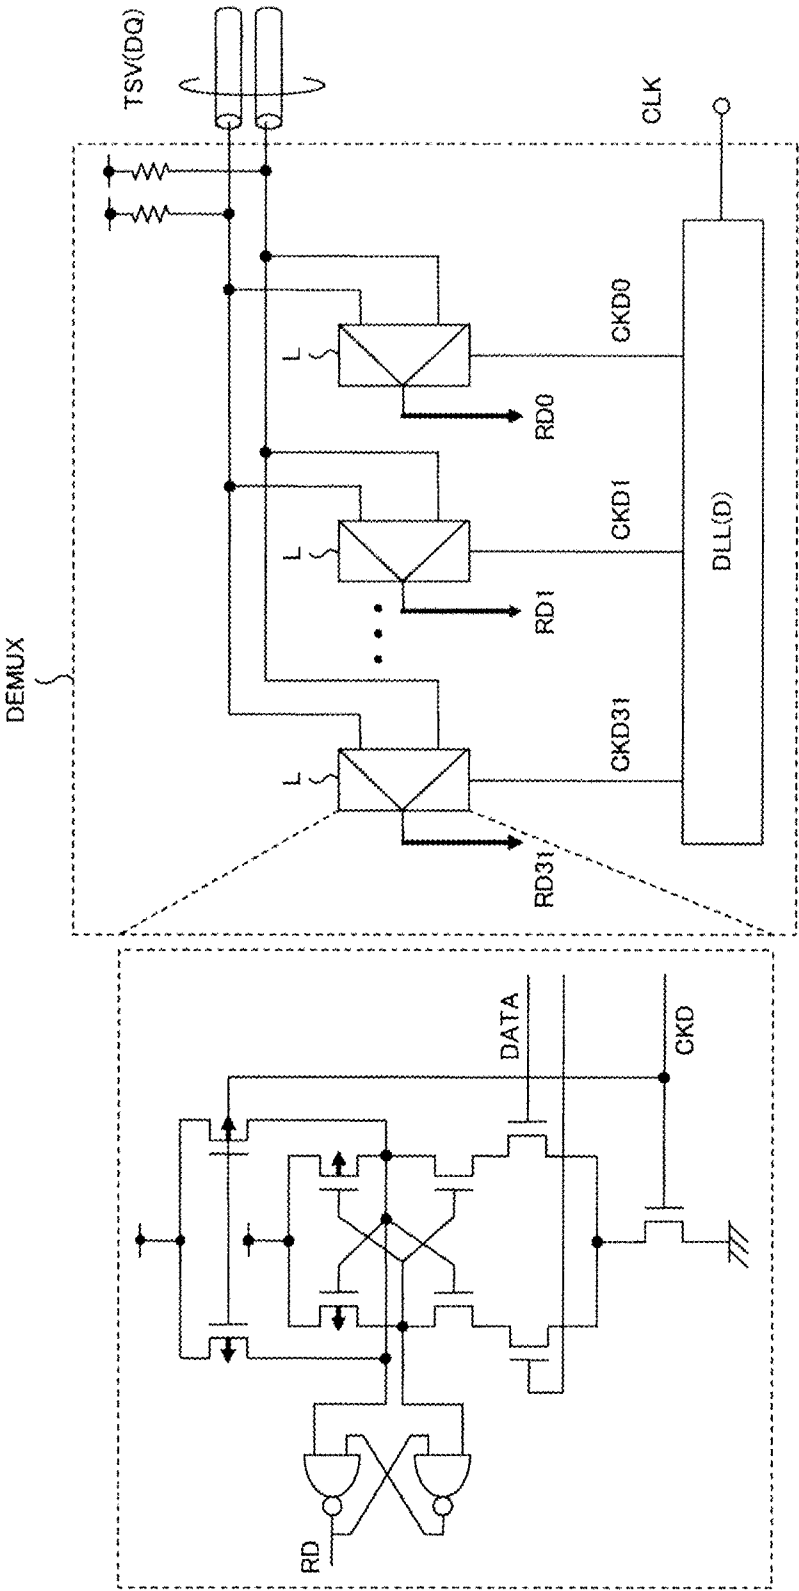 DEMUX
TSV(DQ)
CLK
L
L
L
CKD31
CKD1
CKD0
RD31
RD1
RD0
DLL(D)
DATA
CKD
RD